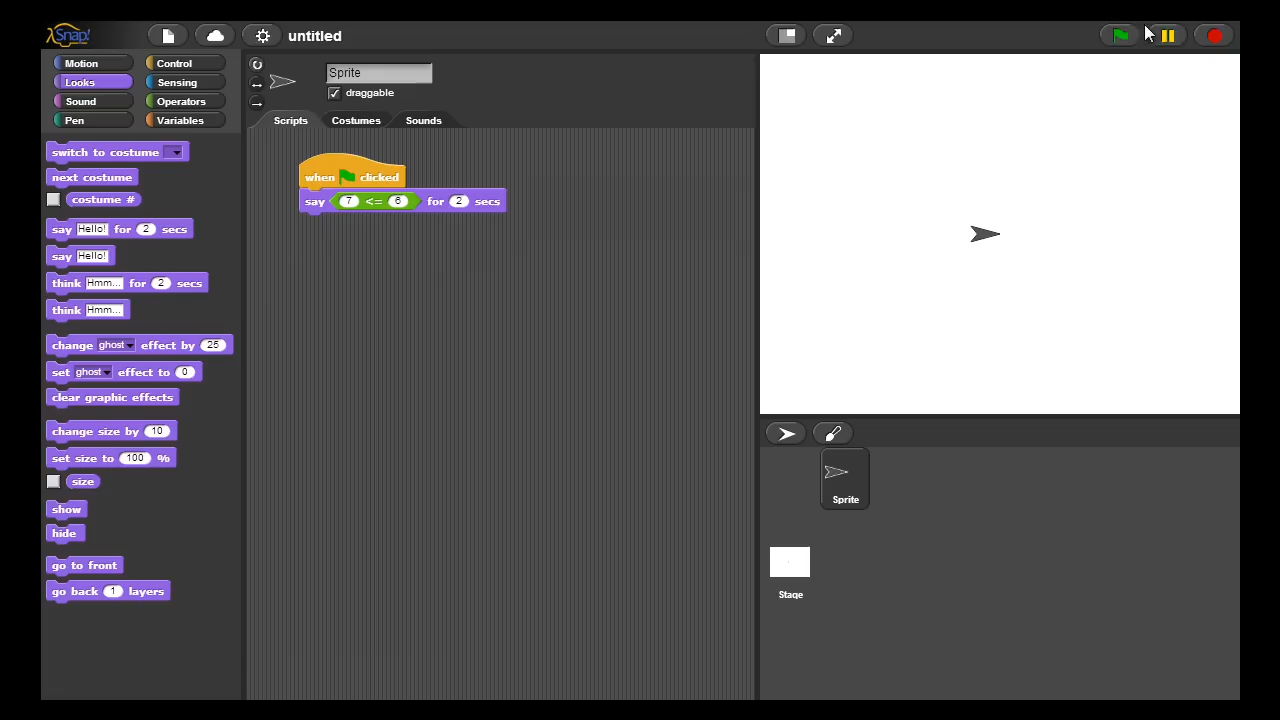 λSnap!
untitled
Motion
Control
Looks
Sensing
Sound
Operators
Pen
Variables
Sprite
draggable
Scripts
Costumes
Sounds
switch to costume
next costume
costume #
say Hello! for 2 secs
say Hello!
think Hmm... for 2 secs
think Hmm...
change ghost effect by 25
set ghost effect to 0
clear graphic effects
change size by 10
set size to 100 %
size
show
hide
go to front
go back 1 layers
when clicked
say 7 <= 6 for 2 secs
Sprite
Stage